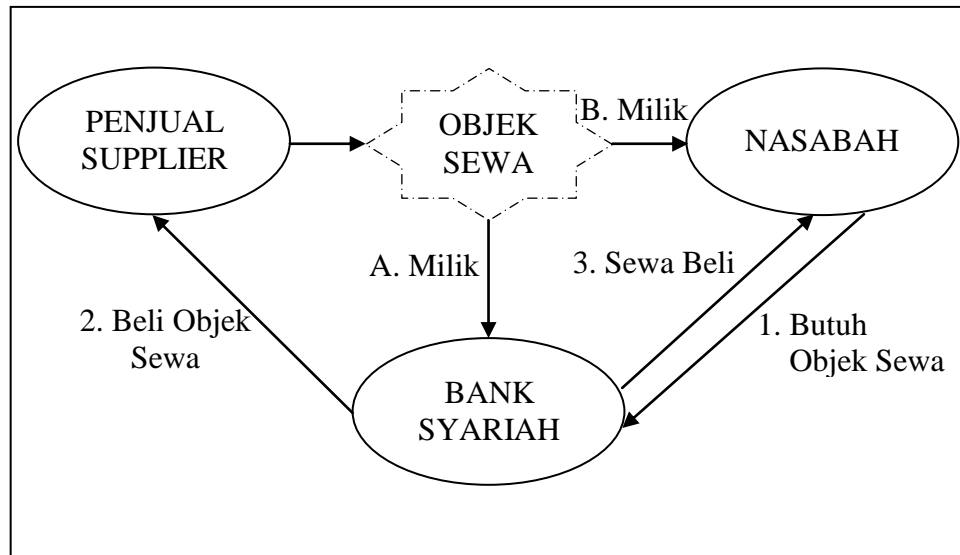 PENJUAL
SUPPLIER
OBJEK
SEWA
B. Milik
NASABAH
A. Milik
3. Sewa Beli
2. Beli Objek
Sewa
1. Butuh
Objek Sewa
BANK
SYARIAH